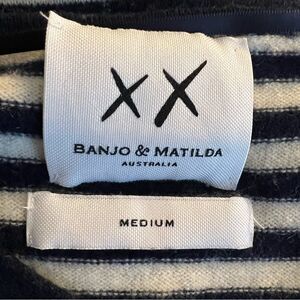 XX
BANJO & MATILDA
AUSTRALIA
MEDIUM